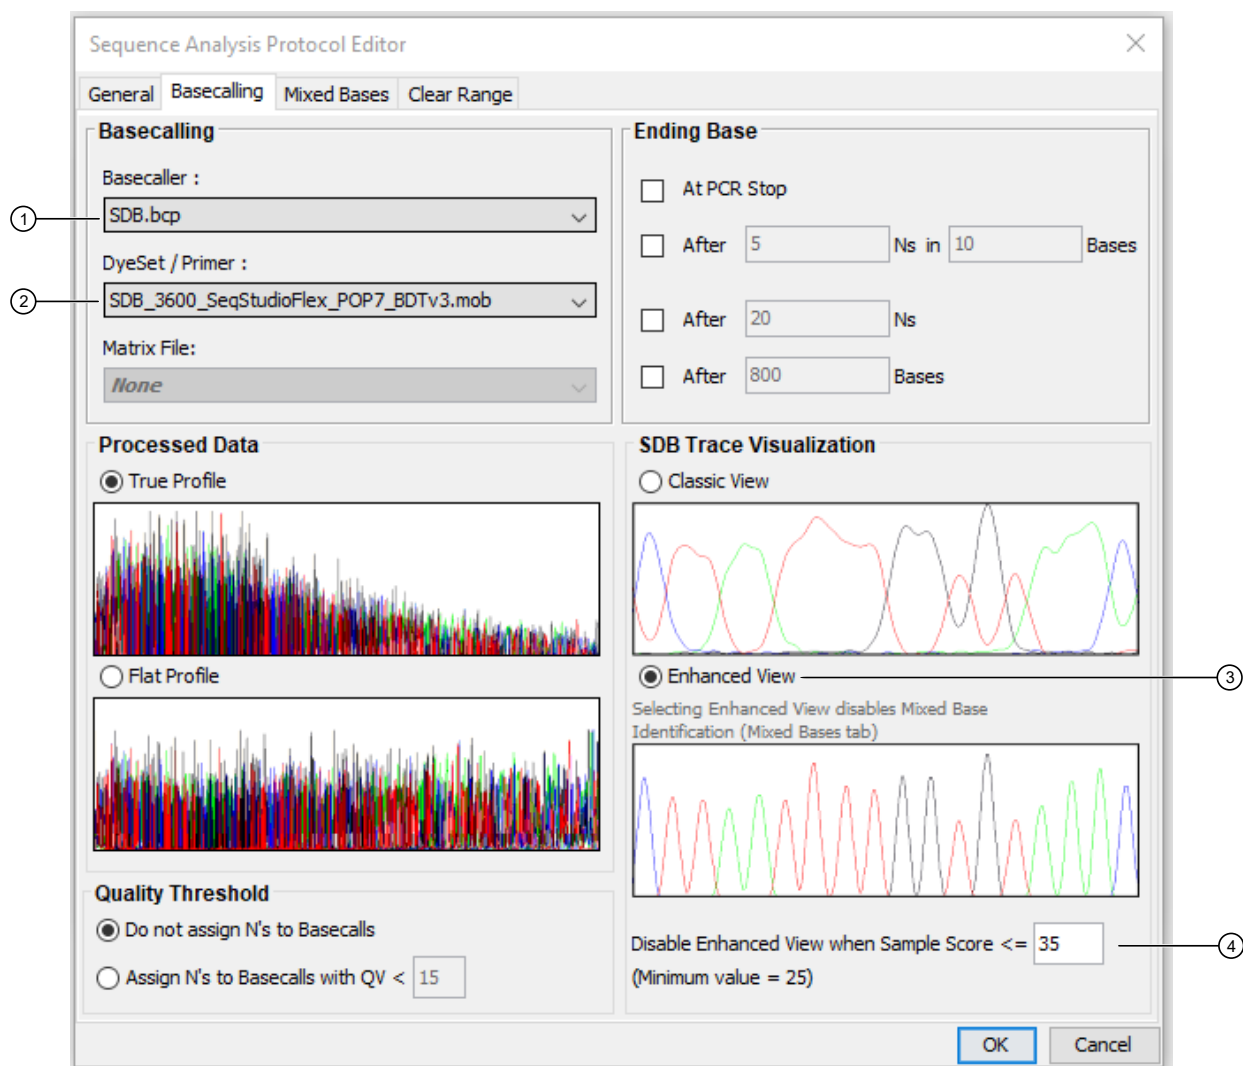 Sequence Analysis Protocol Editor
General Basecalling Mixed Bases Clear Range
Basecalling
Basecaller :
1
SDB.bcp
DyeSet / Primer :
2
SDB_3600_SeqStudioFlex_POP7_BDTv3.mob
Matrix File:
None
Ending Base
At PCR Stop
After 5 Ns in 10 Bases
After 20 Ns
After 800 Bases
Processed Data
True Profile
Flat Profile
SDB Trace Visualization
Classic View
Enhanced View
3
Selecting Enhanced View disables Mixed Base
Identification (Mixed Bases tab)
Quality Threshold
Do not assign N's to Basecalls
Assign N's to Basecalls with QV < 15
Disable Enhanced View when Sample Score <= 35
4
(Minimum value = 25)
OK Cancel